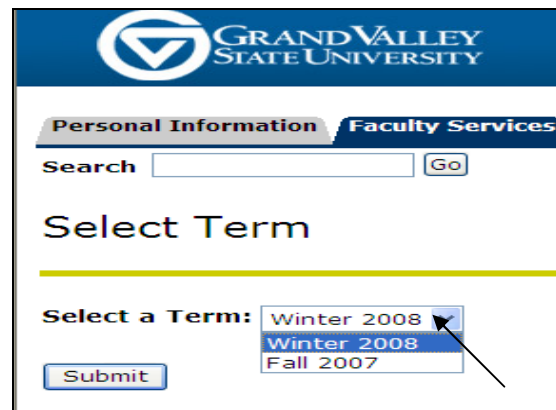 GRAND VALLEY
STATE UNIVERSITY
Personal Information Faculty Services
Search Go
Select Term
Select a Term: Winter 2008
Winter 2008
Fall 2007
Submit